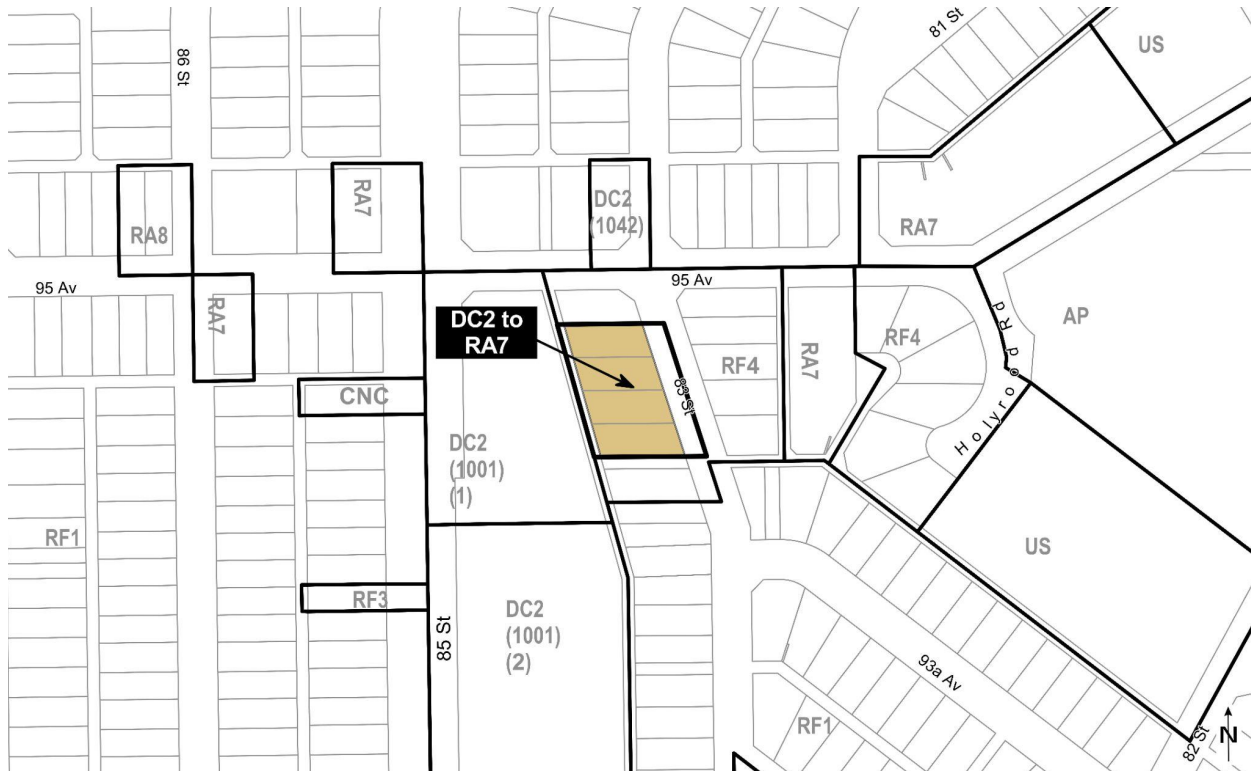 81 St
US
86 St
RA7
DC2
(1042)
RA8
RA7
95 Av
95 Av
RA7
DC2 to
RA7
Holyrood Rd
AP
RF4
RF4
RA7
83 St
CNC
DC2
(1001)
(1)
RF1
US
RF3
DC2
(1001)
(2)
85 St
93a Av
RF1
82 St
N